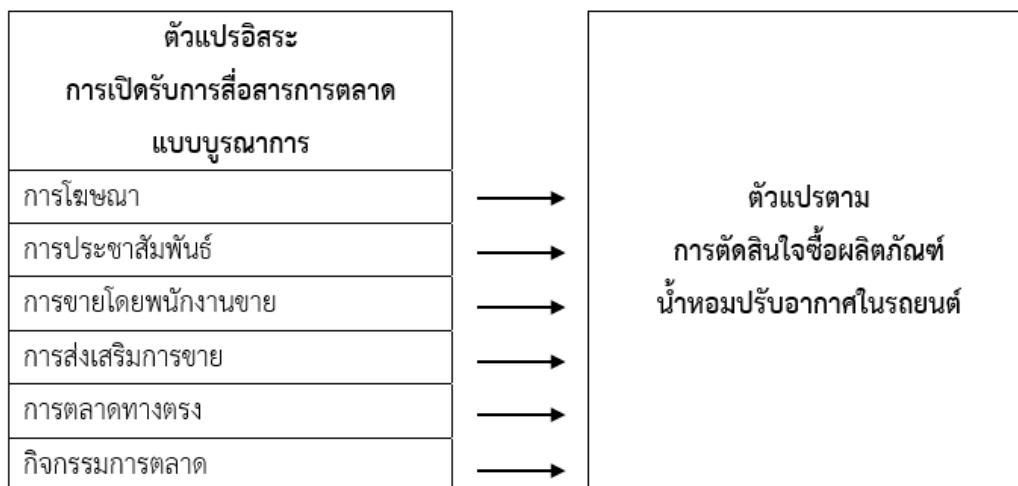 ตัวแปรอิสระ
การเปิดรับการสื่อสารการตลาด
แบบบูรณาการ
การโฆษณา
การประชาสัมพันธ์
การขายโดยพนักงานขาย
การส่งเสริมการขาย
การตลาดทางตรง
กิจกรรมการตลาด
ตัวแปรตาม
การตัดสินใจซื้อผลิตภัณฑ์
น้ำหอมปรับอากาศในรถยนต์